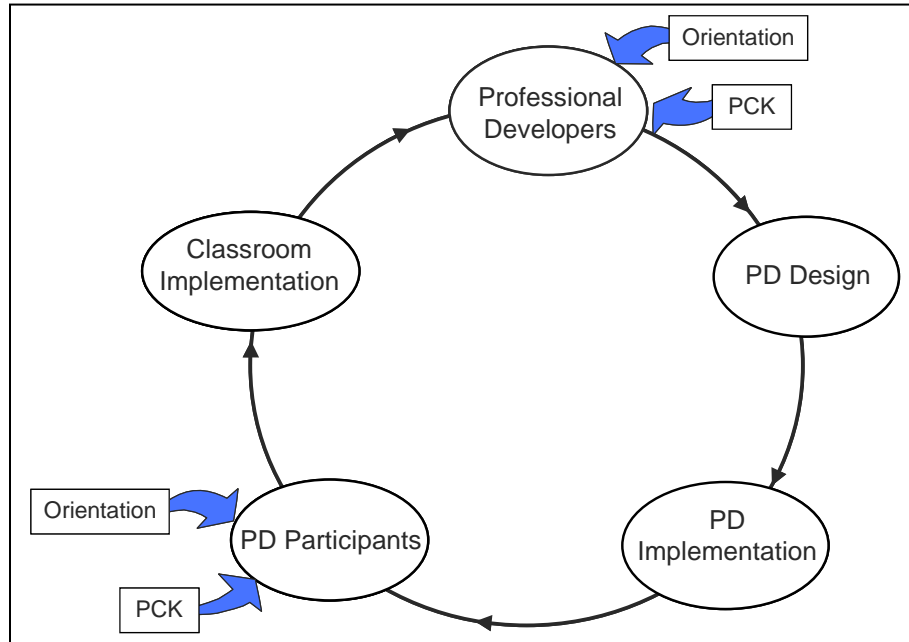 Orientation
Professional
Developers
PCK
Classroom
Implementation
PD Design
Orientation
PD Participants
PD
Implementation
PCK